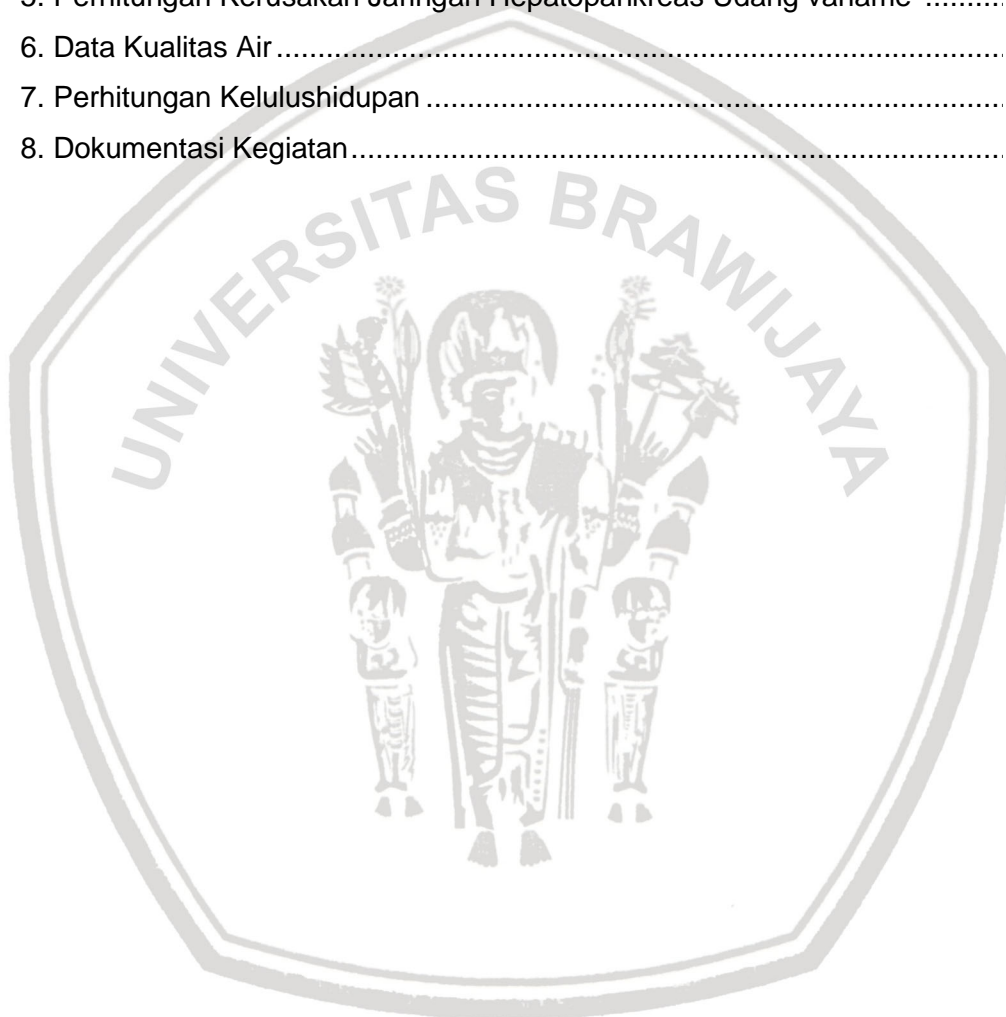 5. Perhitungan Kerusakan Jaringan Hepatopankreas Udang vaname ..........
6. Data Kualitas Air.......................................................................................
7. Perhitungan Kelulushidupan .....................................................................
8. Dokumentasi Kegiatan...............................................................................
UNIVERSITAS BRAWIJAYA